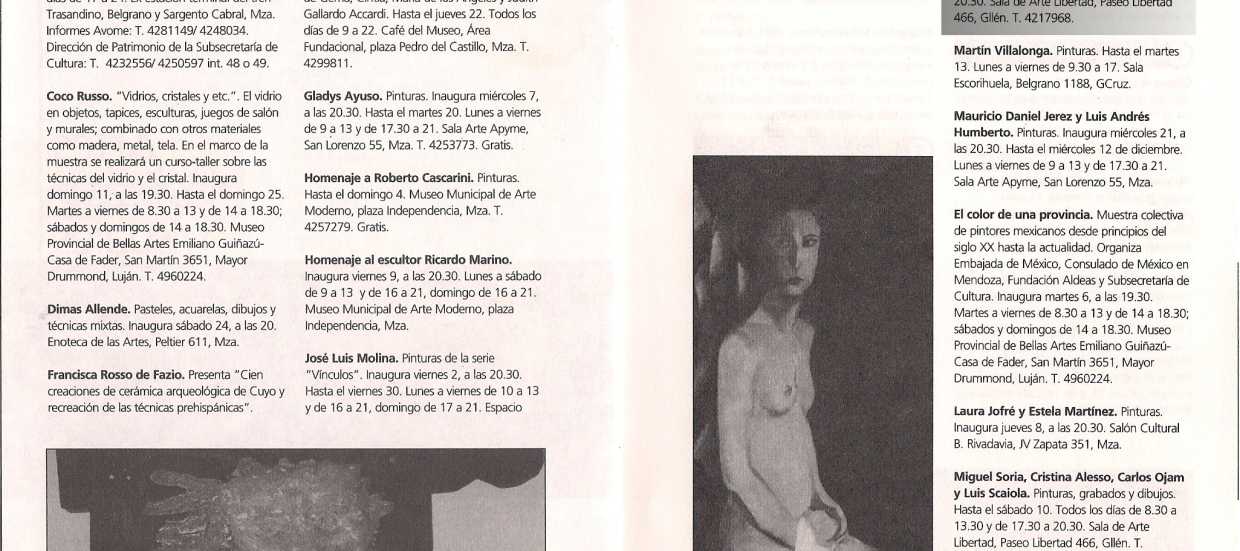 Trasandino, Belgrano y Sargento Cabral, Mza.
Informes Avome: T. 4281149/ 4248034.
Dirección de Patrimonio de la Subsecretaría de
Cultura: T. 4232556/ 4250597 int. 48 o 49.
Coco Russo. “Vidrios, cristales y etc.”. El vidrio
en objetos, tapices, esculturas, juegos de salón
y murales; combinado con otros materiales
como madera, metal, tela. En el marco de la
muestra se realizará un curso-taller sobre las
técnicas del vidrio y el cristal. Inaugura
domingo 11, a las 19.30. Hasta el domingo 25.
Martes a viernes de 8.30 a 13 y de 14 a 18.30;
sábados y domingos de 14 a 18.30. Museo
Provincial de Bellas Artes Emiliano Guiñazú-
Casa de Fader, San Martín 3651, Mayor
Drummond, Luján. T. 4960224.
Dimas Allende. Pasteles, acuarelas, dibujos y
técnicas mixtas. Inaugura sábado 24, a las 20.
Enoteca de las Artes, Peltier 611, Mza.
Francisca Rosso de Fazio. Presenta “Cien
creaciones de cerámica arqueológica de Cuyo y
recreación de las técnicas prehispánicas”.
Gallardo Accardi. Hasta el jueves 22. Todos los
días de 9 a 22. Café del Museo, Área
Fundacional, plaza Pedro del Castillo, Mza. T.
4299811.
Gladys Ayuso. Pinturas. Inaugura miércoles 7,
a las 20.30. Hasta el martes 20. Lunes a viernes
de 9 a 13 y de 17.30 a 21. Sala Arte Apyme,
San Lorenzo 55, Mza. T. 4253773. Gratis.
Homenaje a Roberto Cascarini. Pinturas.
Hasta el domingo 4. Museo Municipal de Arte
Moderno, plaza Independencia, Mza. T.
4257279. Gratis.
Homenaje al escultor Ricardo Marino.
Inaugura viernes 9, a las 20.30. Lunes a sábado
de 9 a 13 y de 16 a 21, domingo de 16 a 21.
Museo Municipal de Arte Moderno, plaza
Independencia, Mza.
José Luis Molina. Pinturas de la serie
“Vínculos”. Inaugura viernes 2, a las 20.30.
Hasta el viernes 30. Lunes a viernes de 10 a 13
y de 16 a 21, domingo de 17 a 21. Espacio
20.30. Sala de Arte Libertad, Paseo Libertad
466, Gllén. T. 4217968.
Martín Villalonga. Pinturas. Hasta el martes
13. Lunes a viernes de 9.30 a 17. Sala
Escorihuela, Belgrano 1188, GCruz.
Mauricio Daniel Jerez y Luis Andrés
Humberto. Pinturas. Inaugura miércoles 21, a
las 20.30. Hasta el miércoles 12 de diciembre.
Lunes a viernes de 9 a 13 y de 17.30 a 21.
Sala Arte Apyme, San Lorenzo 55, Mza.
El color de una provincia. Muestra colectiva
de pintores mexicanos desde principios del
siglo XX hasta la actualidad. Organiza
Embajada de México, Consulado de México en
Mendoza, Fundación Aldeas y Subsecretaría de
Cultura. Inaugura martes 6, a las 19.30.
Martes a viernes de 8.30 a 13 y de 14 a 18.30;
sábados y domingos de 14 a 18.30. Museo
Provincial de Bellas Artes Emiliano Guiñazú-
Casa de Fader, San Martín 3651, Mayor
Drummond, Luján. T. 4960224.
Laura Jofré y Estela Martínez. Pinturas.
Inaugura jueves 8, a las 20.30. Salón Cultural
B. Rivadavia, JV Zapata 351, Mza.
Miguel Soria, Cristina Alesso, Carlos Ojam
y Luis Scaiola. Pinturas, grabados y dibujos.
Hasta el sábado 10. Todos los días de 8.30 a
13.30 y de 17.30 a 20.30. Sala de Arte
Libertad, Paseo Libertad 466, Gllén. T.